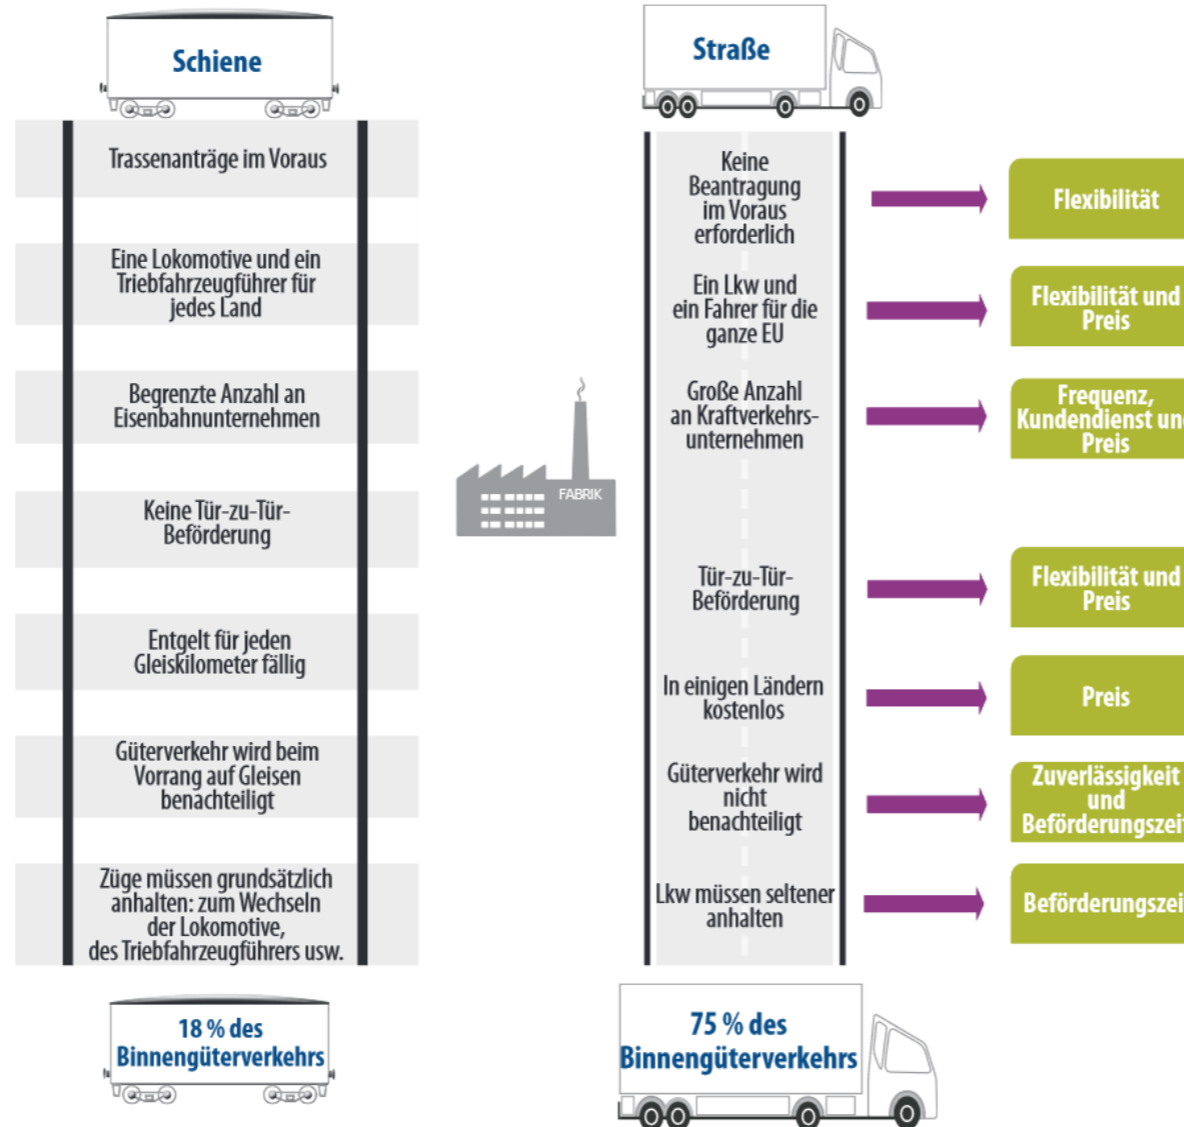 Schiene
Straße
Trassenanträge im Voraus
Keine
Beantragung
im Voraus
erforderlich
Flexibilität
Eine Lokomotive und ein
Triebfahrzeugführer für
jedes Land
Ein Lkw und
ein Fahrer für die
ganze EU
Flexibilität und
Preis
Begrenzte Anzahl an
Eisenbahnunternehmen
Große Anzahl
an Kraftverkehrs-
unternehmen
Frequenz,
Kundendienst und
Preis
FABRIK
Keine Tür-zu-Tür-
Beförderung
Tür-zu-Tür-
Beförderung
Flexibilität und
Preis
Entgelt für jeden
Gleiskilometer fällig
In einigen Ländern
kostenlos
Preis
Güterverkehr wird beim
Vorrang auf Gleisen
benachteiligt
Güterverkehr wird
nicht
benachteiligt
Zuverlässigkeit
und
Beförderungszeit
Züge müssen grundsätzlich
anhalten: zum Wechseln
der Lokomotive,
des Triebfahrzeugführers usw.
Lkw müssen seltener
anhalten
Beförderungszeit
18 % des
Binnengüterverkehrs
75 % des
Binnengüterverkehrs